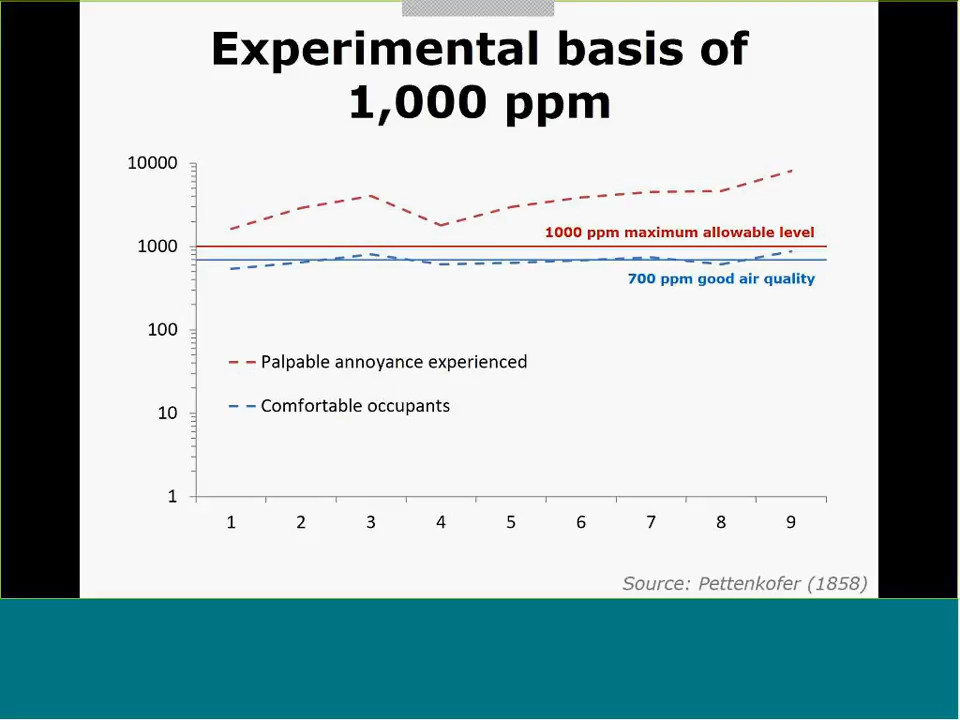 Experimental basis of
1,000 ppm
10000
1000 ppm maximum allowable level
1000
700 ppm good air quality
100
Palpable annoyance experienced
Comfortable occupants
10
1
1 2 3 4 5 6 7 8 9
Source: Pettenkofer (1858)